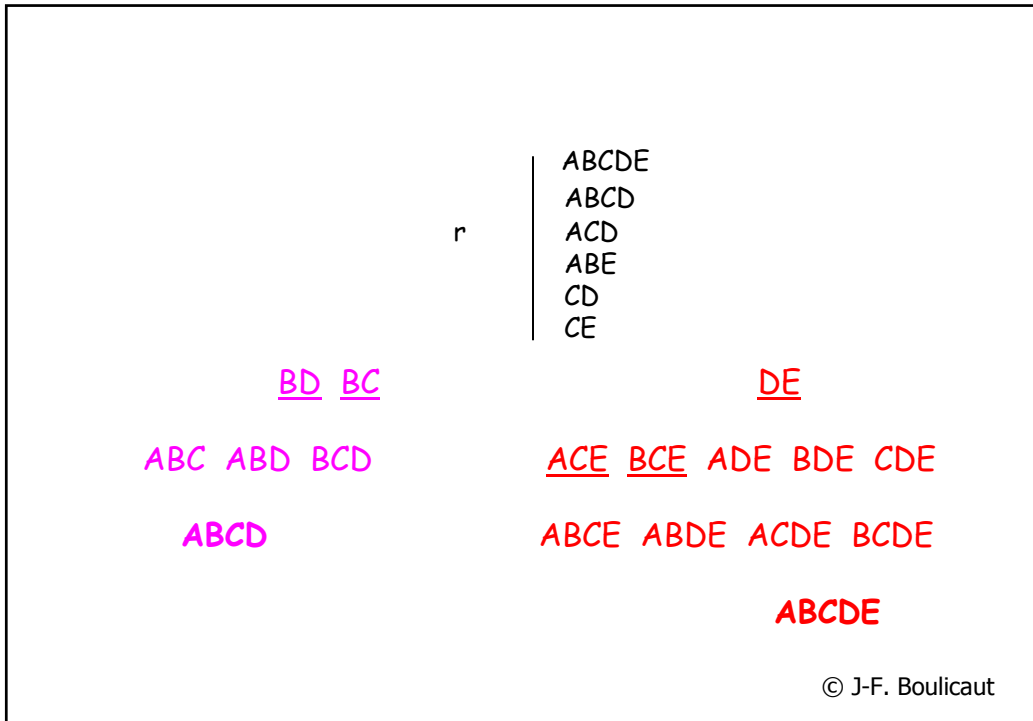 ABCDE
ABCD
r ACD
ABE
CD
CE
BD BC DE
ABC ABD BCD ACE BCE ADE BDE CDE
ABCD ABCE ABDE ACDE BCDE
ABCDE
© J-F. Boulicaut